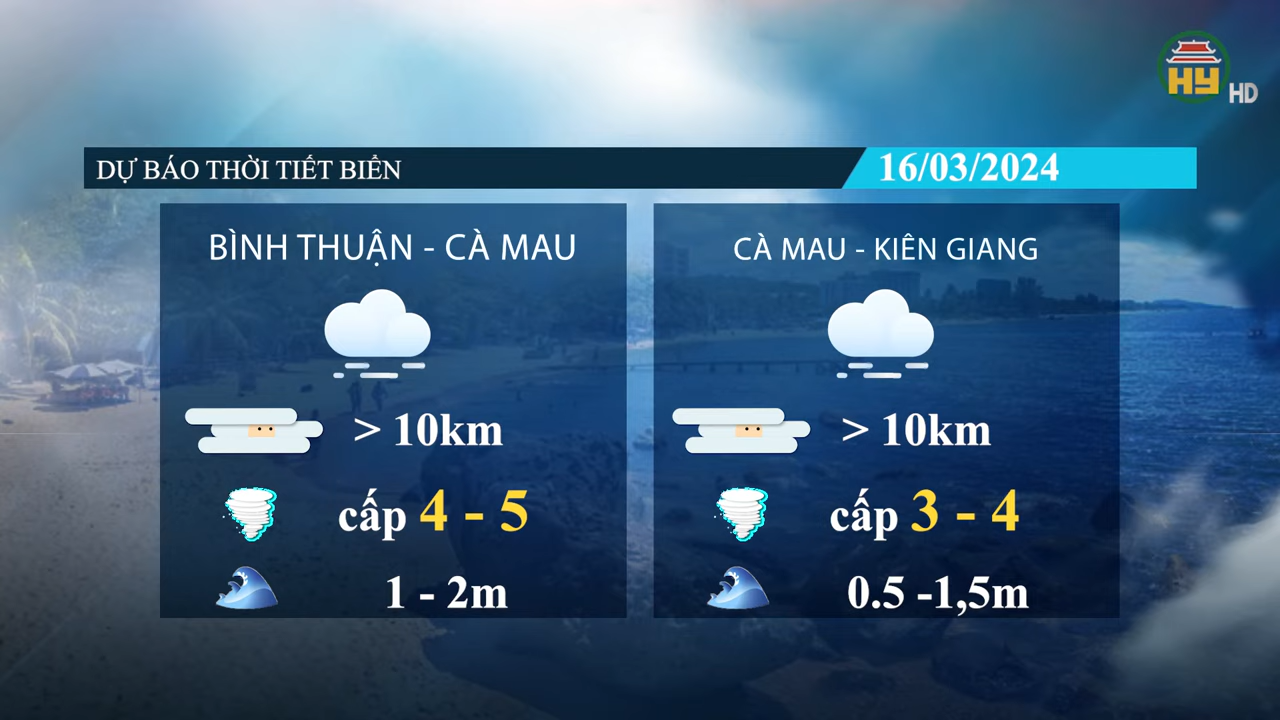 HY HD
DỰ BÁO THỜI TIẾT BIỂN
16/03/2024
BÌNH THUẬN - CÀ MAU
> 10km
cấp 4 - 5
1 - 2m
CÀ MAU - KIÊN GIANG
> 10km
cấp 3 - 4
0.5 -1,5m